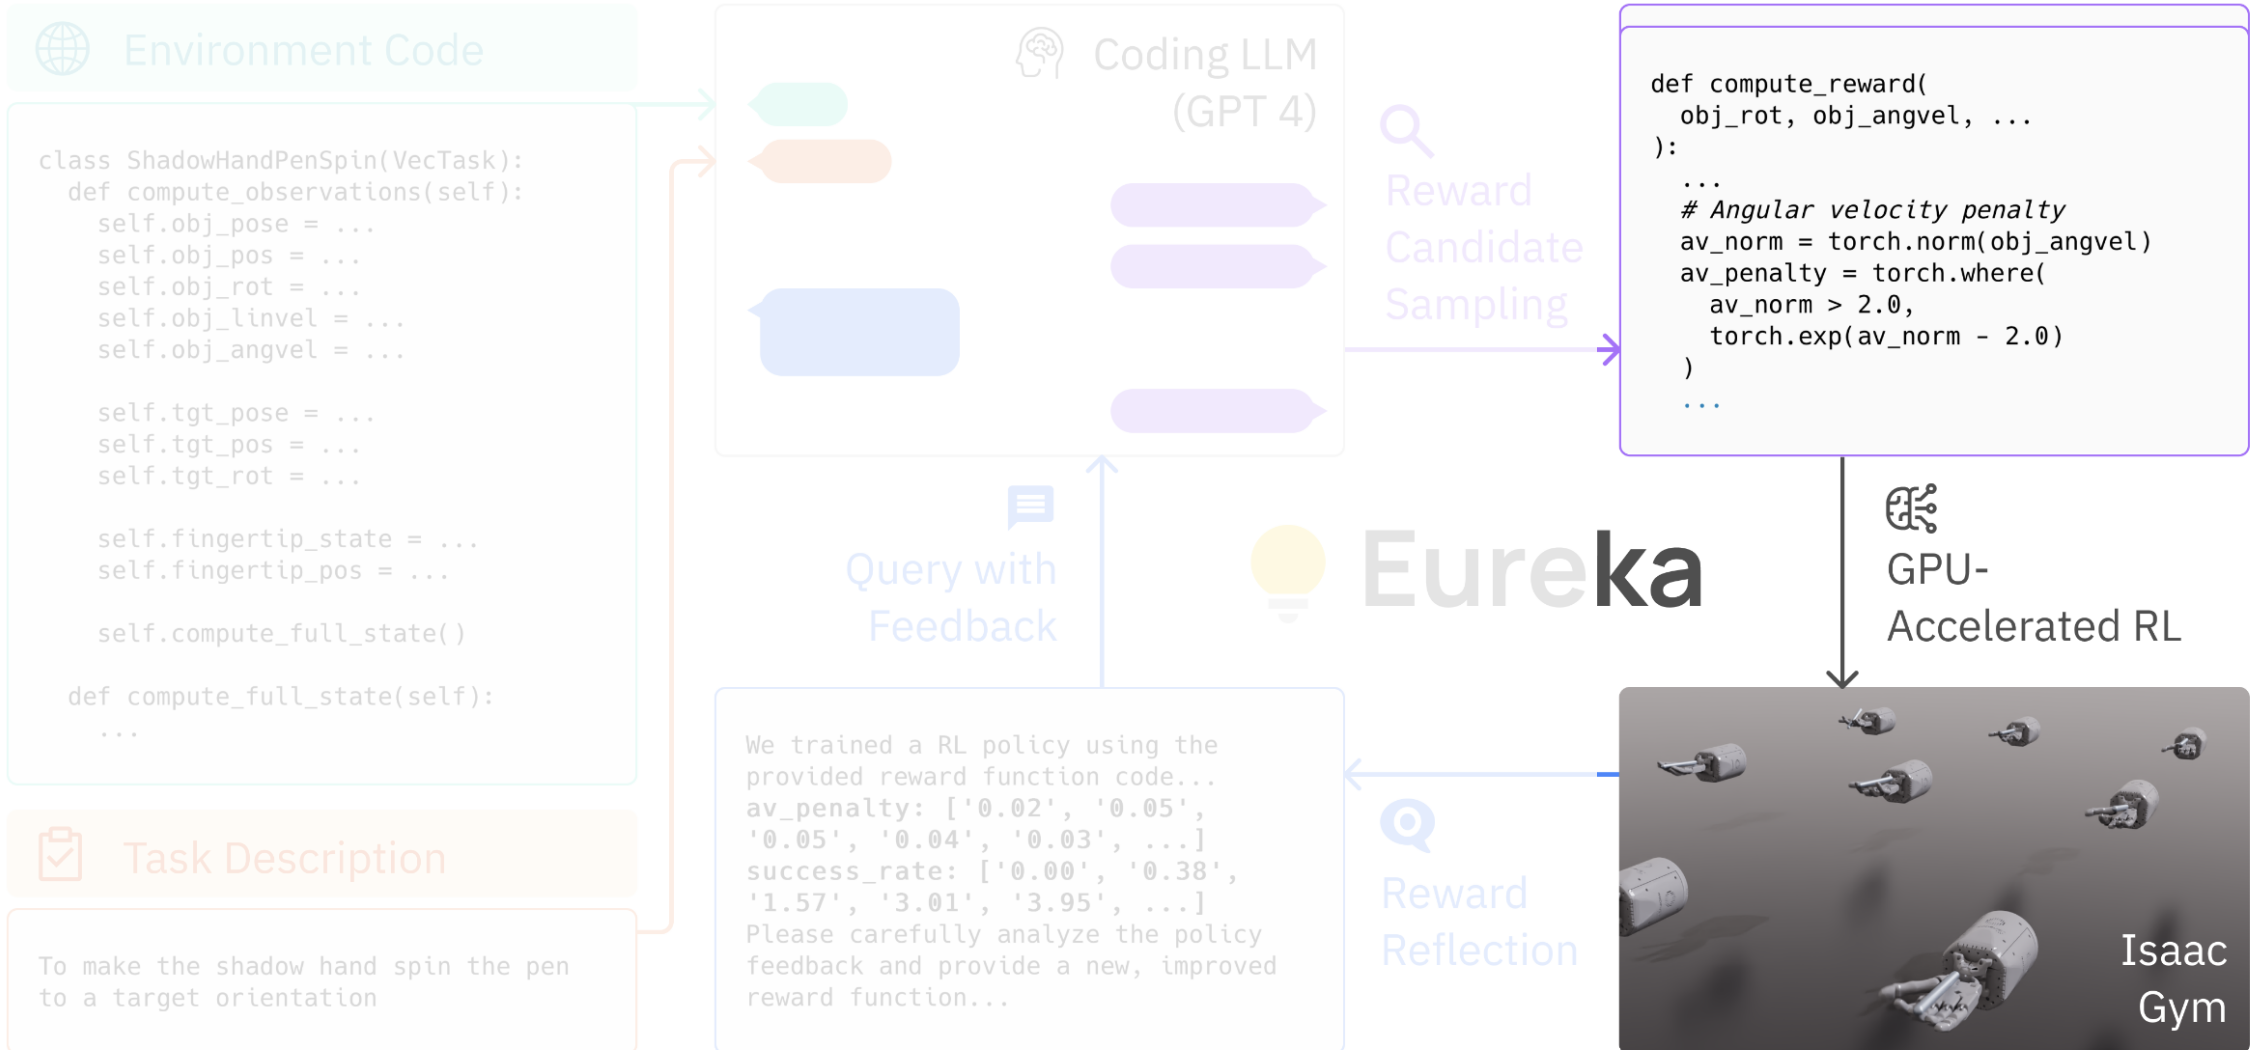 Environment Code
class ShadowHandPenSpin(VecTask):
def compute_observations(self):
self.obj_pose = ...
self.obj_pos = ...
self.obj_rot = ...
self.obj_linvel = ...
self.obj_angvel = ...
self.tgt_pose = ...
self.tgt_pos = ...
self.tgt_rot = ...
self.fingertip_state = ...
self.fingertip_pos = ...
self.compute_full_state()
def compute_full_state(self):
...
Task Description
To make the shadow hand spin the pen
to a target orientation
Coding LLM
(GPT 4)
Reward
Candidate
Sampling
def compute_reward(
obj_rot, obj_angvel, ...
):
...
# Angular velocity penalty
av_norm = torch.norm(obj_angvel)
av_penalty = torch.where(
av_norm > 2.0,
torch.exp(av_norm - 2.0)
)
...
Query with
Feedback
Eureka
GPU-
Accelerated RL
We trained a RL policy using the
provided reward function code...
av_penalty: ['0.02', '0.05',
'0.05', '0.04', '0.03', ...]
success_rate: ['0.00', '0.38',
'1.57', '3.01', '3.95', ...]
Please carefully analyze the policy
feedback and provide a new, improved
reward function...
Reward
Reflection
Isaac
Gym